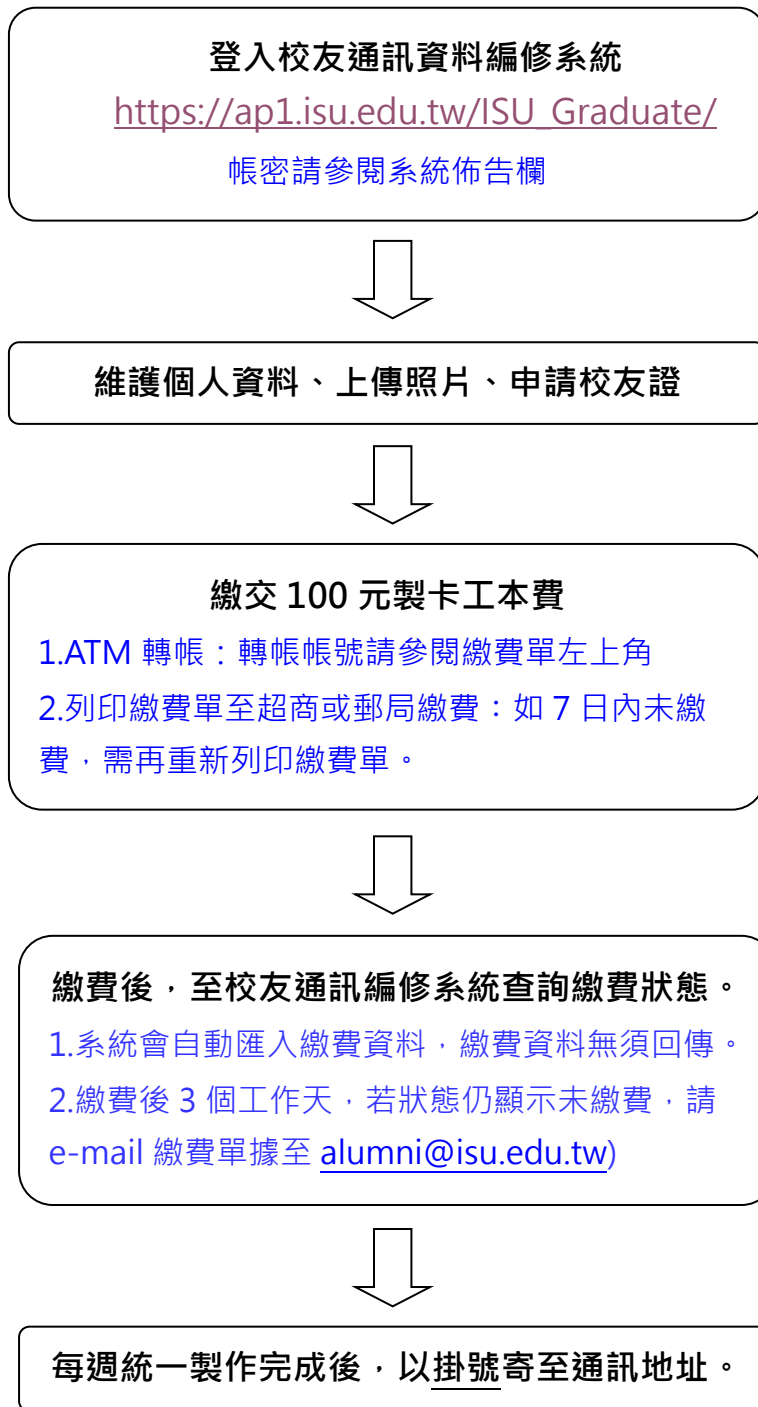 登入校友通訊資料編修系統
https://ap1.isu.edu.tw/ISU_Graduate/
帳密請參閱系統佈告欄
維護個人資料、上傳照片、申請校友證
繳交 100 元製卡工本費
1.ATM 轉帳：轉帳帳號請參閱繳費單左上角
2.列印繳費單至超商或郵局繳費：如 7 日內未繳
費，需再重新列印繳費單。
繳費後，至校友通訊編修系統查詢繳費狀態。
1.系統會自動匯入繳費資料，繳費資料無須回傳。
2.繳費後 3 個工作天，若狀態仍顯示未繳費，請
e-mail 繳費單據至 alumni@isu.edu.tw)
每週統一製作完成後，以掛號寄至通訊地址。